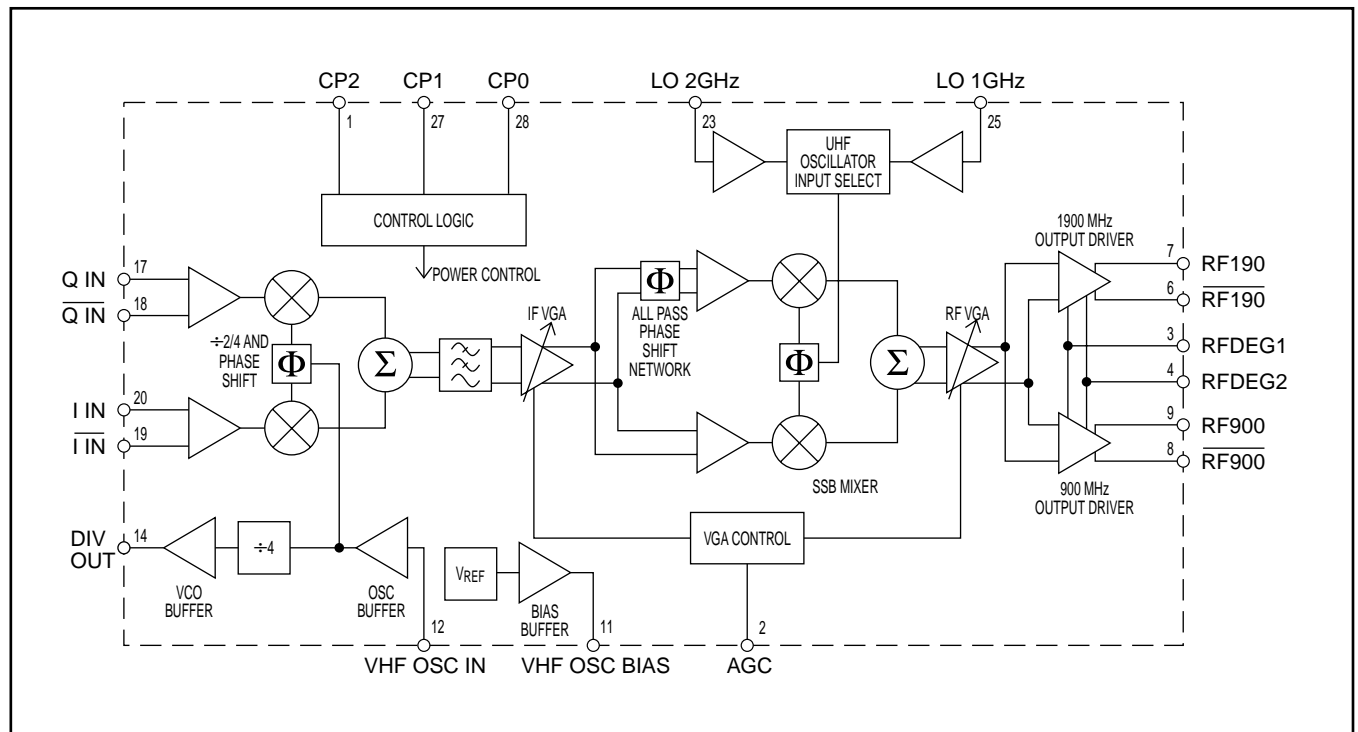 CP2 CP1 CP0 LO 2GHz LO 1GHz
1 27 28 23 25
UHF
OSCILLATOR
INPUT SELECT
CONTROL LOGIC
POWER CONTROL
1900 MHz
OUTPUT DRIVER
Q IN 17
Q IN 18
÷2/4 AND
PHASE
SHIFT
Φ
I IN 20
I IN 19
Σ
IF VGA
Φ
ALL PASS
PHASE
SHIFT
NETWORK
Φ
SSB MIXER
Σ
RF VGA
7 RF190
6 RF190
3 RFDEG1
4 RFDEG2
9 RF900
8 RF900
900 MHz
OUTPUT DRIVER
DIV
OUT
14
VCO
BUFFER
÷4
OSC
BUFFER
VREF
BIAS
BUFFER
VGA CONTROL
12 11 2
VHF OSC IN VHF OSC BIAS AGC